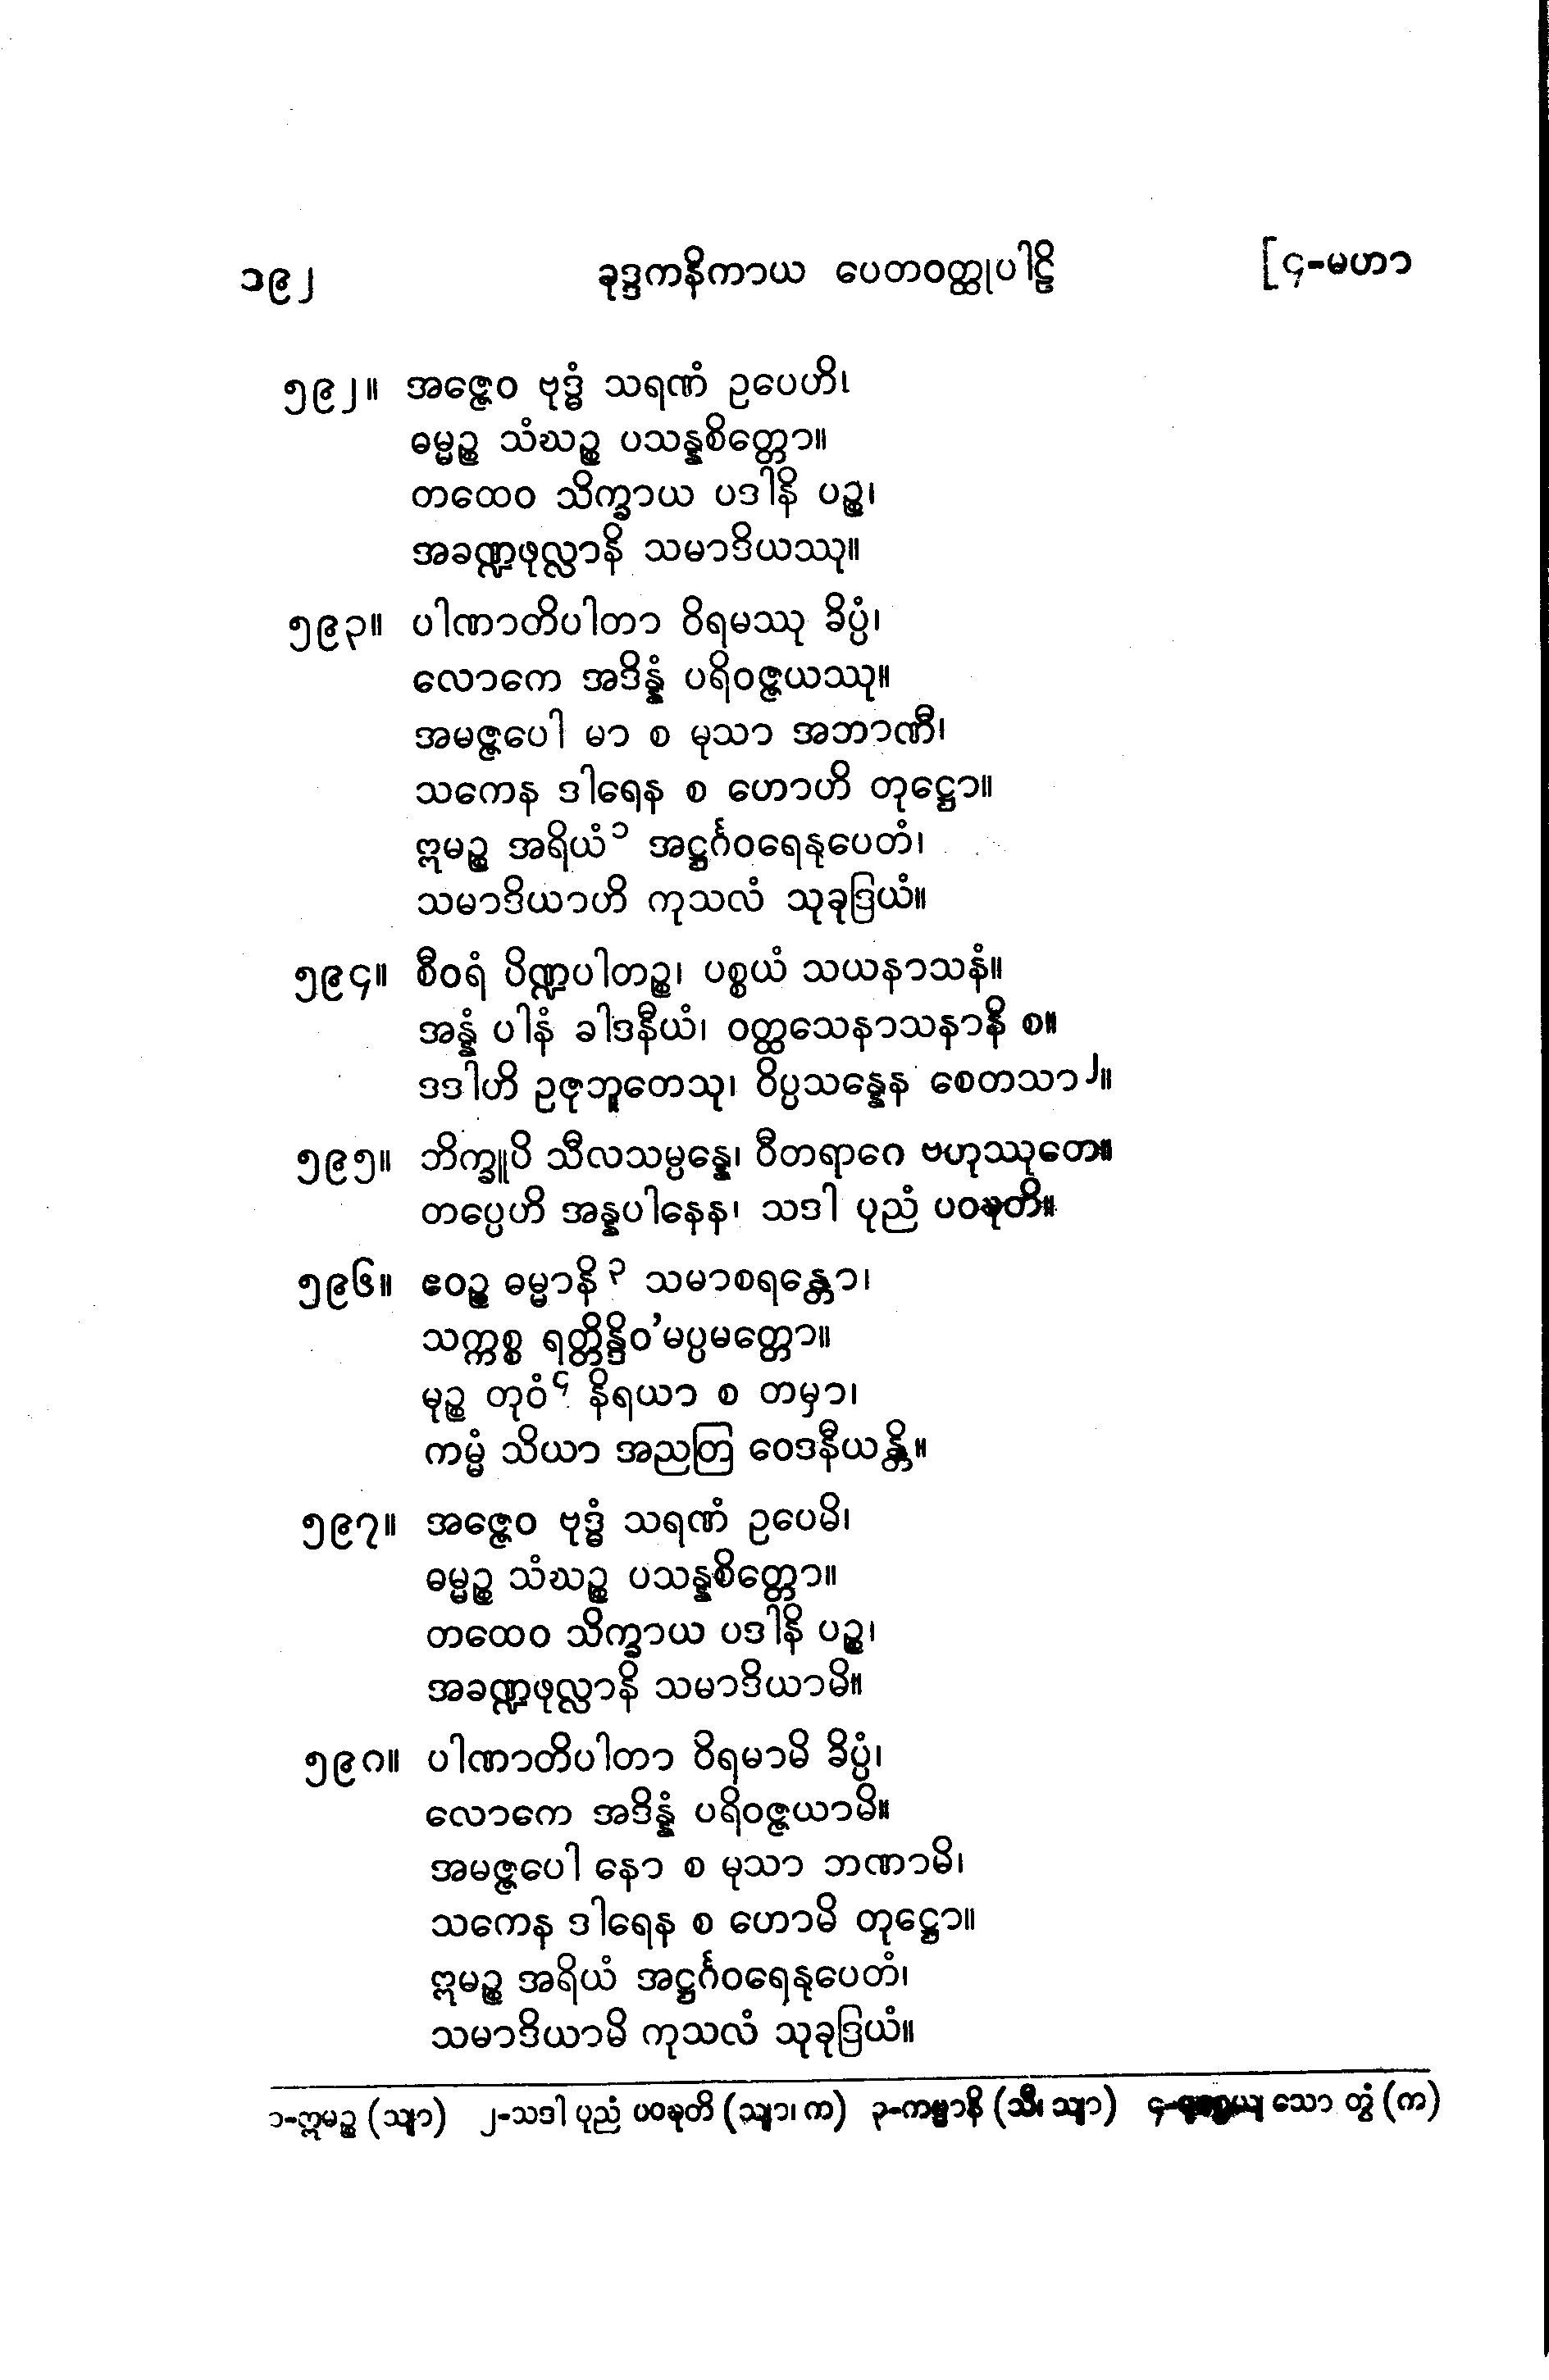 ၁၉၂ ခုဒ္ဒကနိကာယ ပေတဝတ္ထုပါဠိ [၄-မဟာ
၅၉၂။ အဇ္ဇေဝ ဗုဒ္ဓံ သရဏံ ဥပေဟိ၊
ဓမ္မဉ္စ သံဃဉ္စ ပသန္နစိတ္တော။
တထေဝ သိက္ခာယ ပဒါနိ ပဉ္စ၊
အခဏ္ဍဖုလ္လာနိ သမာဒိယဿု။
၅၉၃။ ပါဏာတိပါတာ ဝိရမဿု ခိပ္ပံ၊
လောကေ အဒိန္နံ ပရိဝဇ္ဇယဿု။
အမဇ္ဇပေါ မာ စ မုသာ အဘာဏီ၊
သကေန ဒါရေန စ ဟောဟိ တုဋ္ဌော။
ဣမဉ္စ အရိယံ၁ အဋ္ဌင်္ဂဝရေနုပေတံ၊
သမာဒိယာဟိ ကုသလံ သုခုဒြယံ။
၅၉၄။ စီဝရံ ပိဏ္ဍပါတဉ္စ၊ ပစ္စယံ သယနာသနံ။
အန္နံ ပါနံ ခါဒနီယံ၊ ဝတ္ထသေနာသနာနိ စ။
ဒဒါဟိ ဥဇုဘူတေသု၊ ဝိပ္ပသန္နေန စေတသာ၂။
၅၉၅။ ဘိက္ခူပိ သီလသမ္ပန္နေ၊ ဝီတရာဂေ ဗဟုဿုတေ။
တပ္ပေဟိ အန္နပါနေန၊ သဒါ ပုညံ ပဝဍ္ဎတိ။
၅၉၆။ ဧဝဉ္စ ဓမ္မာနိ၃ သမာစရန္တော၊
သက္ကစ္စ ရတ္တိန္ဒိဝ'မပ္ပမတ္တော။
မုဉ္စ တုဝံ၄ နိရယာ စ တမှာ၊
ကမ္မံ သိယာ အညတြ ဝေဒနီယန္တိ။
၅၉၇။ အဇ္ဇေဝ ဗုဒ္ဓံ သရဏံ ဥပေမိ၊
ဓမ္မဉ္စ သံဃဉ္စ ပသန္နစိတ္တော။
တထေဝ သိက္ခာယ ပဒါနိ ပဉ္စ၊
အခဏ္ဍဖုလ္လာနိ သမာဒိယာမိ။
၅၉၈။ ပါဏာတိပါတာ ဝိရမာမိ ခိပ္ပံ၊
လောကေ အဒိန္နံ ပရိဝဇ္ဇယာမိ။
အမဇ္ဇပေါ နော စ မုသာ ဘဏာမိ၊
သကေန ဒါရေန စ ဟောမိ တုဋ္ဌော။
ဣမဉ္စ အရိယံ အဋ္ဌင်္ဂဝရေနုပေတံ၊
သမာဒိယာမိ ကုသလံ သုခုဒြယံ။
၁-ဣမဉ္စ (သျာ) ၂-သဒါ ပုညံ ပဝဍ္ဎတိ (သျာ၊ က) ၃-ကမ္မာနိ (သီ၊ သျာ) ၄- သော တွံ (က)